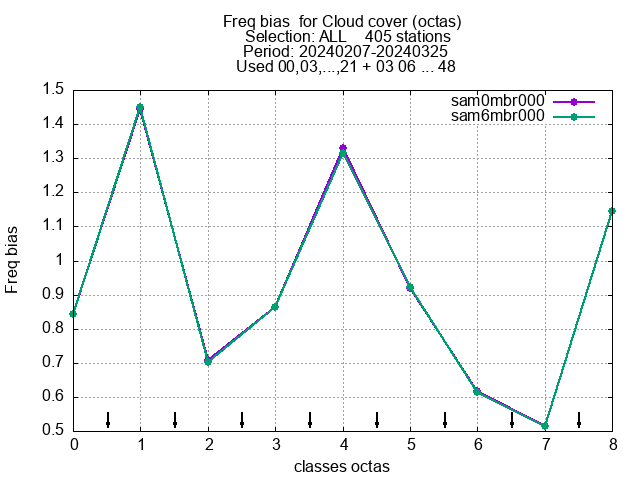 Freq bias  for Cloud cover (octas)
Selection: ALL    405 stations
Period: 20240207-20240325
Used 00,03,...,21 + 03 06 ... 48
sam0mbr000
sam6mbr000
1.5
1.4
1.3
1.2
1.1
1
0.9
0.8
0.7
0.6
0.5
Freq bias
0 1 2 3 4 5 6 7 8
classes octas